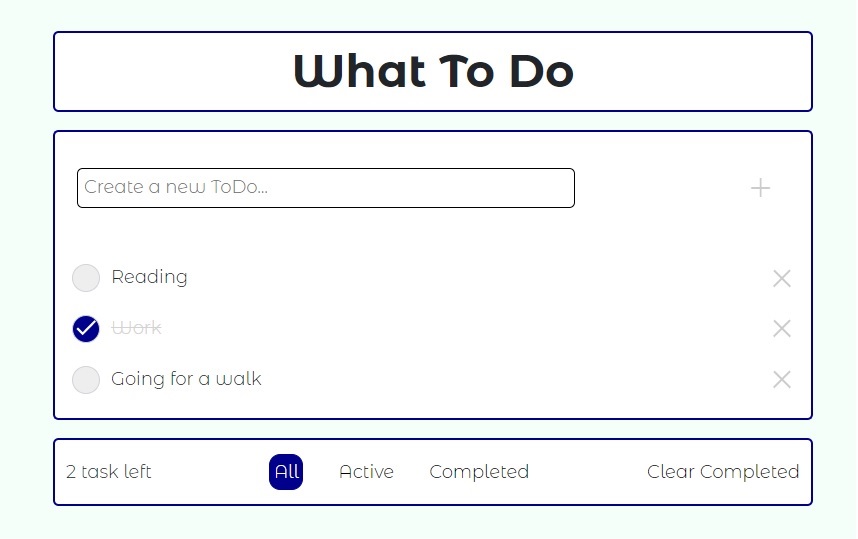 What To Do
Create a new ToDo...
Reading
Work
Going for a walk
2 task left All Active Completed Clear Completed